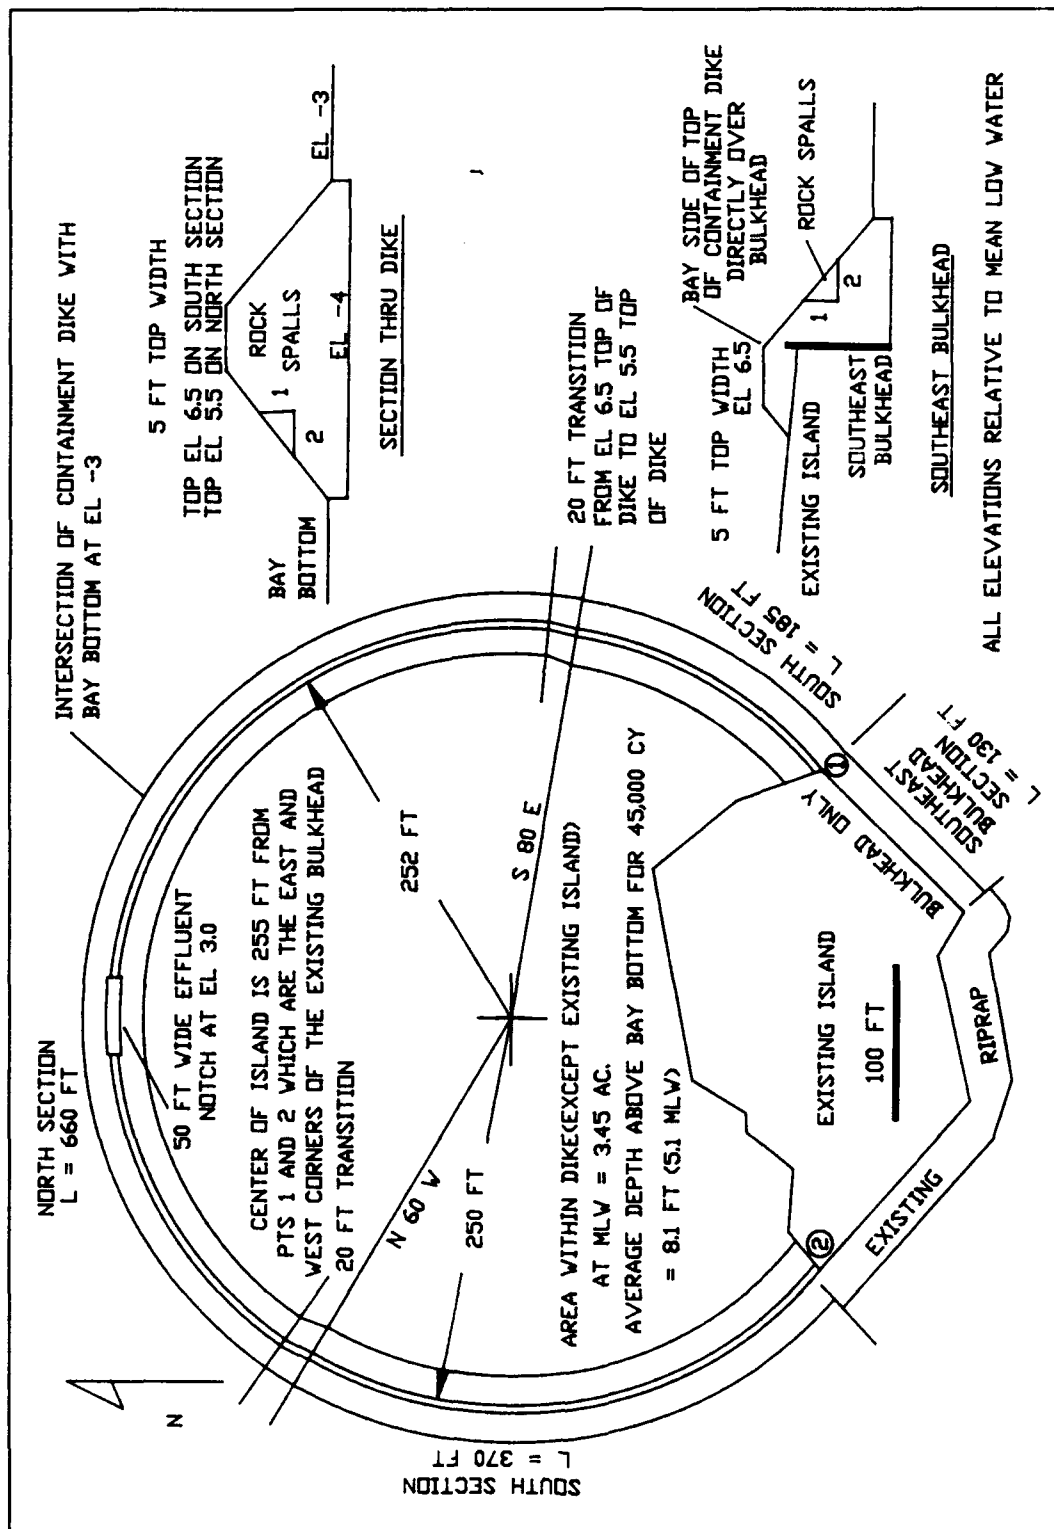 INTERSECTION OF CONTAINMENT DIKE WITH
BAY BOTTOM AT EL -3
5 FT TOP WIDTH
TOP EL 6.5 ON SOUTH SECTION
TOP EL 5.5 ON NORTH SECTION
BAY
BOTTOM
ROCK
SPALLS
1
2
EL -4
EL -3
SECTION THRU DIKE
NORTH SECTION
L = 660 FT
50 FT WIDE EFFLUENT
NOTCH AT EL 3.0
CENTER OF ISLAND IS 255 FT FROM
PTS 1 AND 2 WHICH ARE THE EAST AND
WEST CORNERS OF THE EXISTING BULKHEAD
20 FT TRANSITION
252 FT
N 60 W
250 FT
S 80 E
20 FT TRANSITION
FROM EL 6.5 TOP OF
DIKE TO EL 5.5 TOP
OF DIKE
N
SOUTH SECTION
L = 370 FT
AREA WITHIN DIKE(EXCEPT EXISTING ISLAND)
AT MLW = 3.45 AC.
AVERAGE DEPTH ABOVE BAY BOTTOM FOR 45,000 CY
= 8.1 FT (5.1 MLW)
SOUTH SECTION
L = 185 FT
1
2
BULKHEAD ONLY
SOUTHEAST
BULKHEAD
SECTION
L = 130 FT
EXISTING ISLAND
100 FT
EXISTING
RIPRAP
5 FT TOP WIDTH
EL 6.5
BAY SIDE OF TOP
OF CONTAINMENT DIKE
DIRECTLY OVER
BULKHEAD
ROCK SPALLS
1
2
EXISTING ISLAND
SOUTHEAST
BULKHEAD
SOUTHEAST BULKHEAD
ALL ELEVATIONS RELATIVE TO MEAN LOW WATER